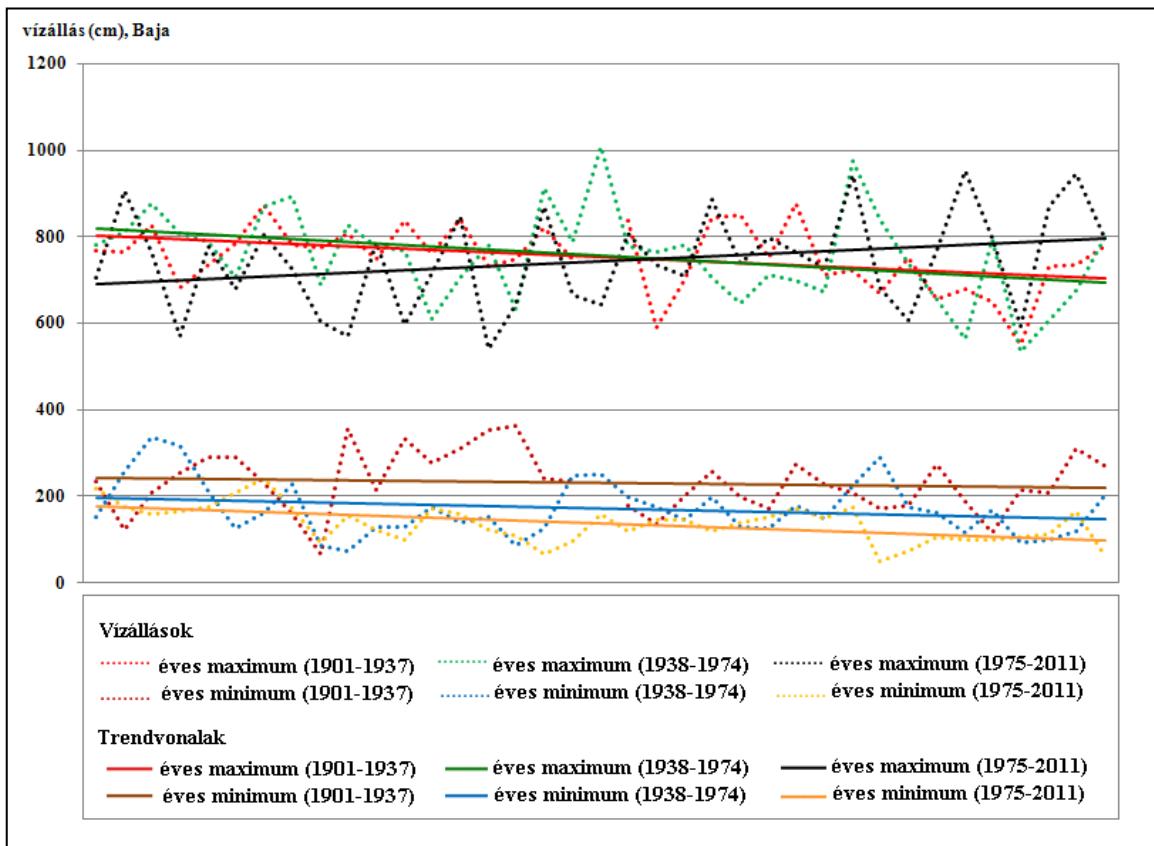 vízállás (cm), Baja
1200
1000
800
600
400
200
0
Vízállások
éves maximum (1901-1937) éves maximum (1938-1974) éves maximum (1975-2011)
éves minimum (1901-1937) éves minimum (1938-1974) éves minimum (1975-2011)
Trendvonalak
éves maximum (1901-1937) éves maximum (1938-1974) éves maximum (1975-2011)
éves minimum (1901-1937) éves minimum (1938-1974) éves minimum (1975-2011)